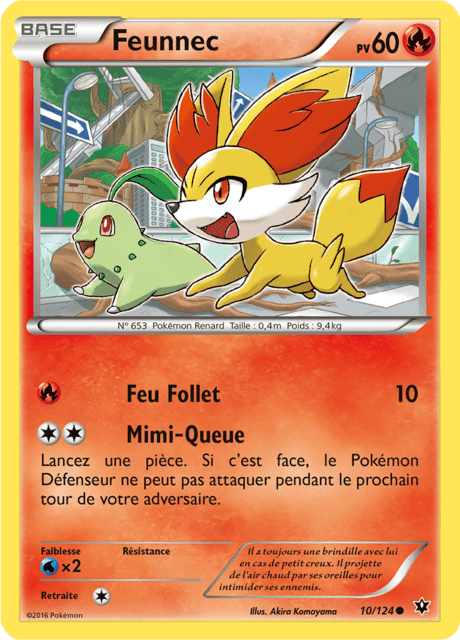 BASE Feunnec PV60
N° 653 Pokémon Renard Taille : 0,4m Poids : 9,4kg
Feu Follet 10
Mimi-Queue
Lancez une pièce. Si c'est face, le Pokémon
Défenseur ne peut pas attaquer pendant le prochain
tour de votre adversaire.
Faiblesse Résistance
×2
Retraite
Il a toujours une brindille avec lui
en cas de petit creux. Il projette
de l'air chaud par ses oreilles pour
intimider ses ennemis.
©2016 Pokémon Illus. Akira Komayama 10/124